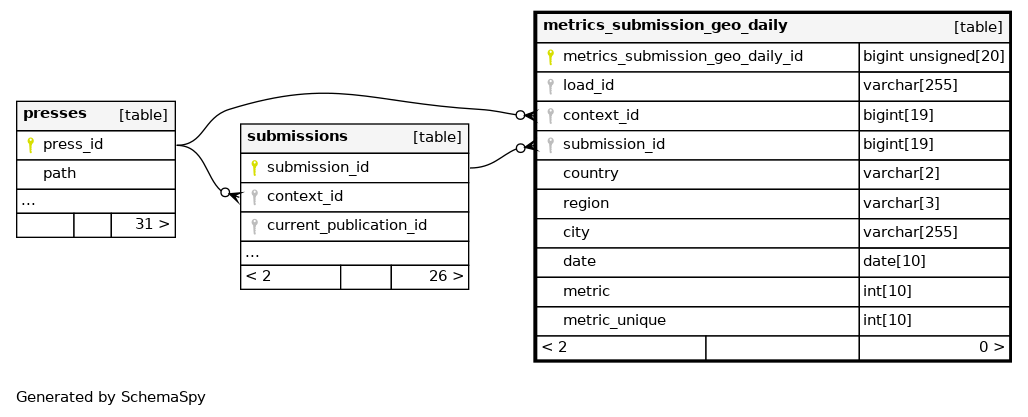 presses [table]
press_id
path
...
31 >
submissions [table]
submission_id
context_id
current_publication_id
...
< 2 26 >
metrics_submission_geo_daily [table]
metrics_submission_geo_daily_id bigint unsigned[20]
load_id varchar[255]
context_id bigint[19]
submission_id bigint[19]
country varchar[2]
region varchar[3]
city varchar[255]
date date[10]
metric int[10]
metric_unique int[10]
< 2 0 >
Generated by SchemaSpy